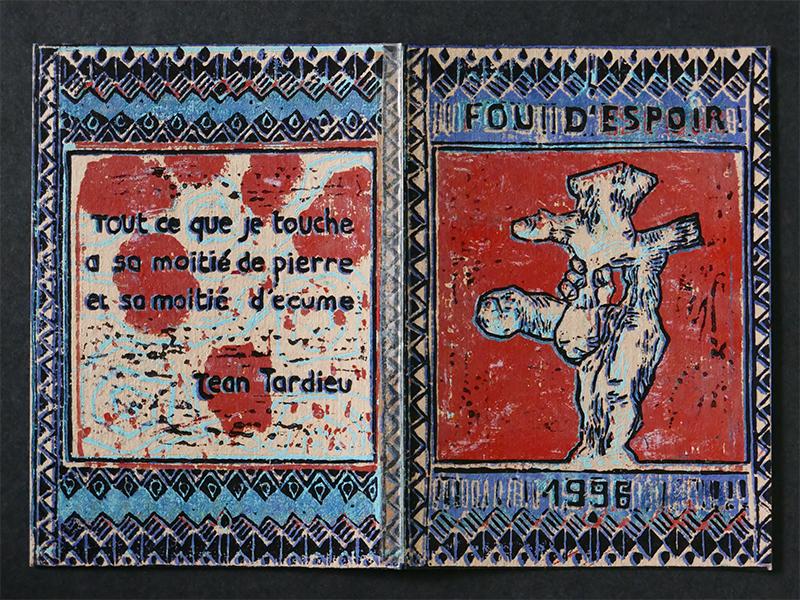 Tout ce que je touche
a sa moitié de pierre
et sa moitié d'ecume
Jean Tardieu
FOU D'ESPOIR
1996